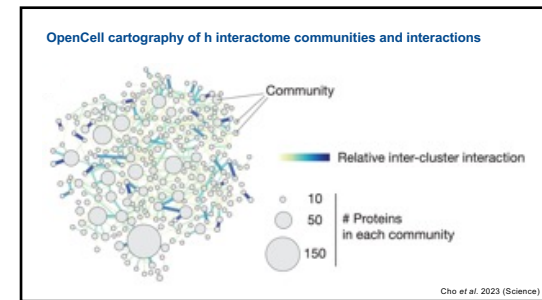 OpenCell cartography of h interactome communities and interactions
Community
Relative inter-cluster interaction
10
50
150
# Proteins
in each community
Cho et al. 2023 (Science)